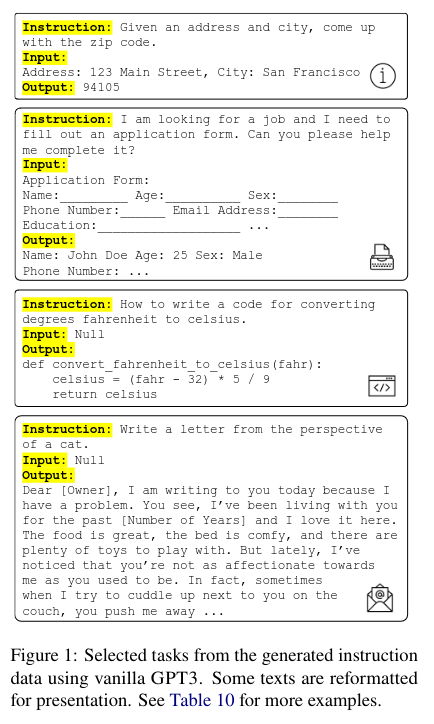 Instruction: Given an address and city, come up
with the zip code.
Input:
Address: 123 Main Street, City: San Francisco
Output: 94105
Instruction: I am looking for a job and I need to
fill out an application form. Can you please help
me complete it?
Input:
Application Form:
Name:_________ Age:__________ Sex:________
Phone Number:______ Email Address:________
Education:___________________ ...
Output:
Name: John Doe Age: 25 Sex: Male
Phone Number: ...
Instruction: How to write a code for converting
degrees fahrenheit to celsius.
Input: Null
Output:
def convert_fahrenheit_to_celsius(fahr):
    celsius = (fahr - 32) * 5 / 9
    return celsius
</>
Instruction: Write a letter from the perspective
of a cat.
Input: Null
Output:
Dear [Owner], I am writing to you today because I
have a problem. You see, I've been living with you
for the past [Number of Years] and I love it here.
The food is great, the bed is comfy, and there are
plenty of toys to play with. But lately, I've
noticed that you're not as affectionate towards
me as you used to be. In fact, sometimes
when I try to cuddle up next to you on the
couch, you push me away ...
Figure 1: Selected tasks from the generated instruction
data using vanilla GPT3. Some texts are reformatted
for presentation. See Table 10 for more examples.